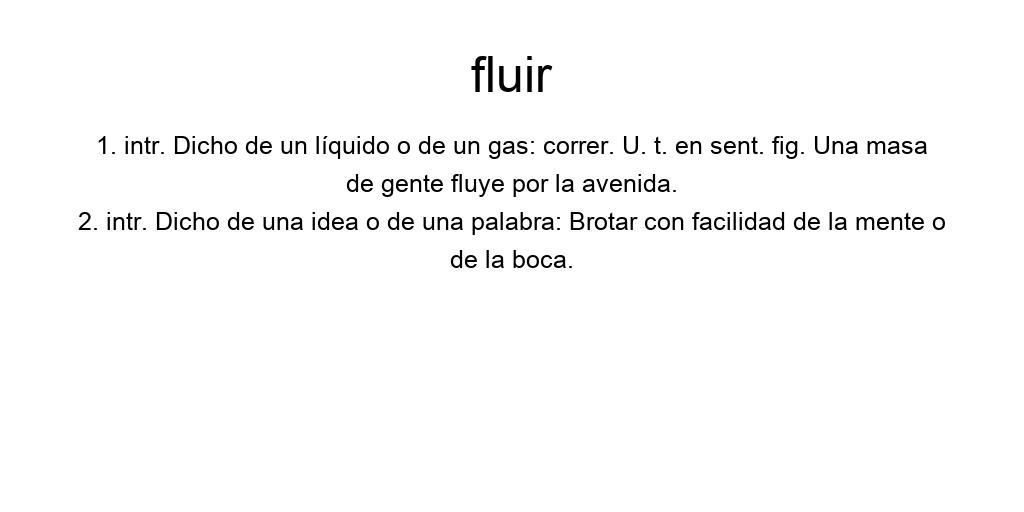 fluir
1. intr. Dicho de un líquido o de un gas: correr. U. t. en sent. fig. Una masa
de gente fluye por la avenida.
2. intr. Dicho de una idea o de una palabra: Brotar con facilidad de la mente o
de la boca.